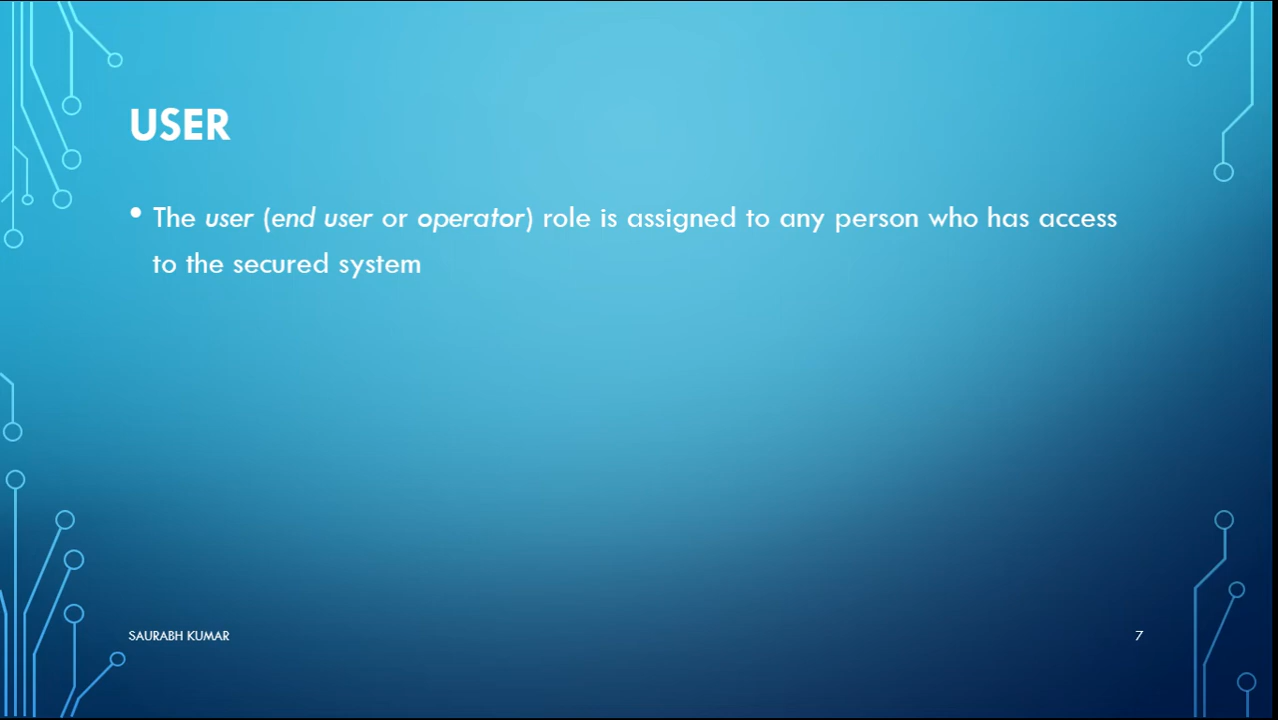 USER
• The user (end user or operator) role is assigned to any person who has access
to the secured system
SAURABH KUMAR
7